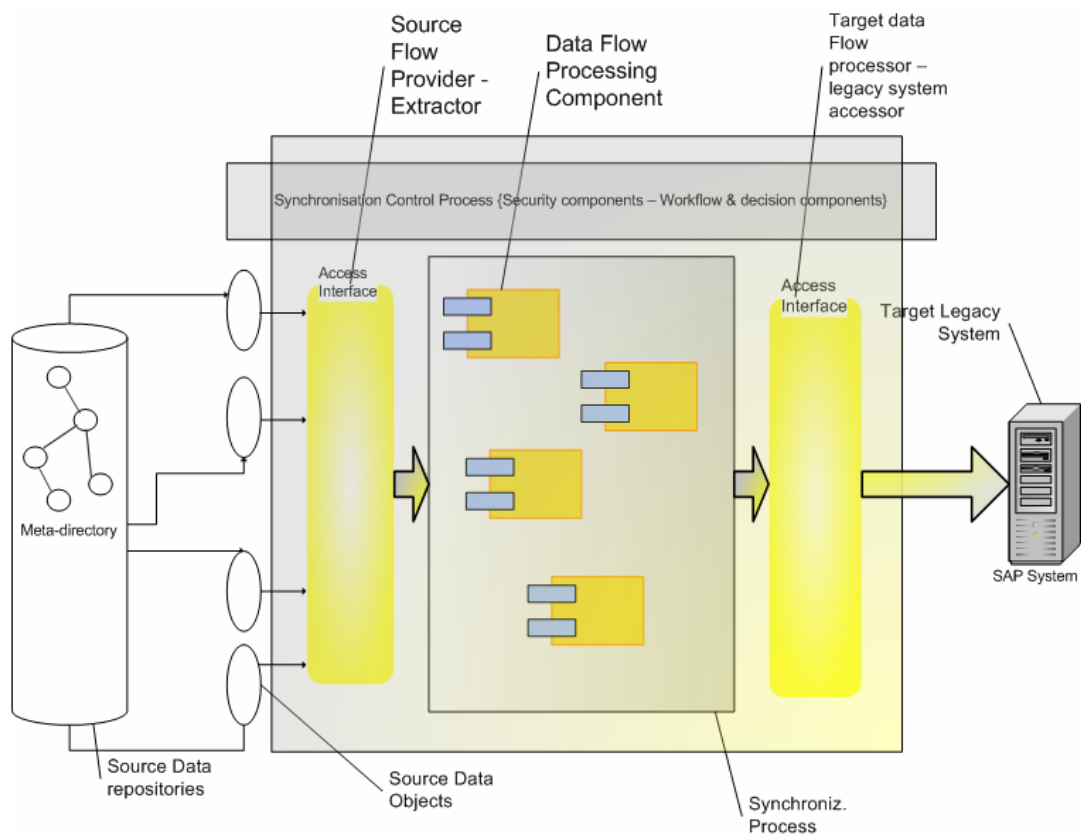 Source
Flow
Provider -
Extractor
Data Flow
Processing
Component
Target data
Flow
processor –
legacy system
accessor
Synchronisation Control Process {Security components – Workflow & decision components}
Access
Interface
Access
Interface
Target Legacy
System
Meta-directory
SAP System
Source Data
repositories
Source Data
Objects
Synchroniz.
Process